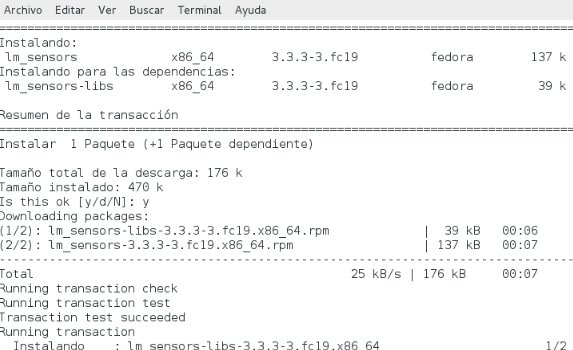 Archivo Editar Ver Buscar Terminal Ayuda
================================================================================
Instalando:
 lm_sensors x86_64 3.3.3-3.fc19 fedora 137 k
Instalando para las dependencias:
 lm_sensors-libs x86_64 3.3.3-3.fc19 fedora 39 k
Resumen de la transacción
================================================================================
Instalar 1 Paquete (+1 Paquete dependiente)
Tamaño total de la descarga: 176 k
Tamaño instalado: 470 k
Is this ok [y/d/N]: y
Downloading packages:
(1/2): lm_sensors-libs-3.3.3-3.fc19.x86_64.rpm | 39 kB 00:06
(2/2): lm_sensors-3.3.3-3.fc19.x86_64.rpm | 137 kB 00:07
--------------------------------------------------------------------------------
Total 25 kB/s | 176 kB 00:07
Running transaction check
Running transaction test
Transaction test succeeded
Running transaction
 Instalando : lm_sensors-libs-3.3.3-3.fc19.x86_64 1/2